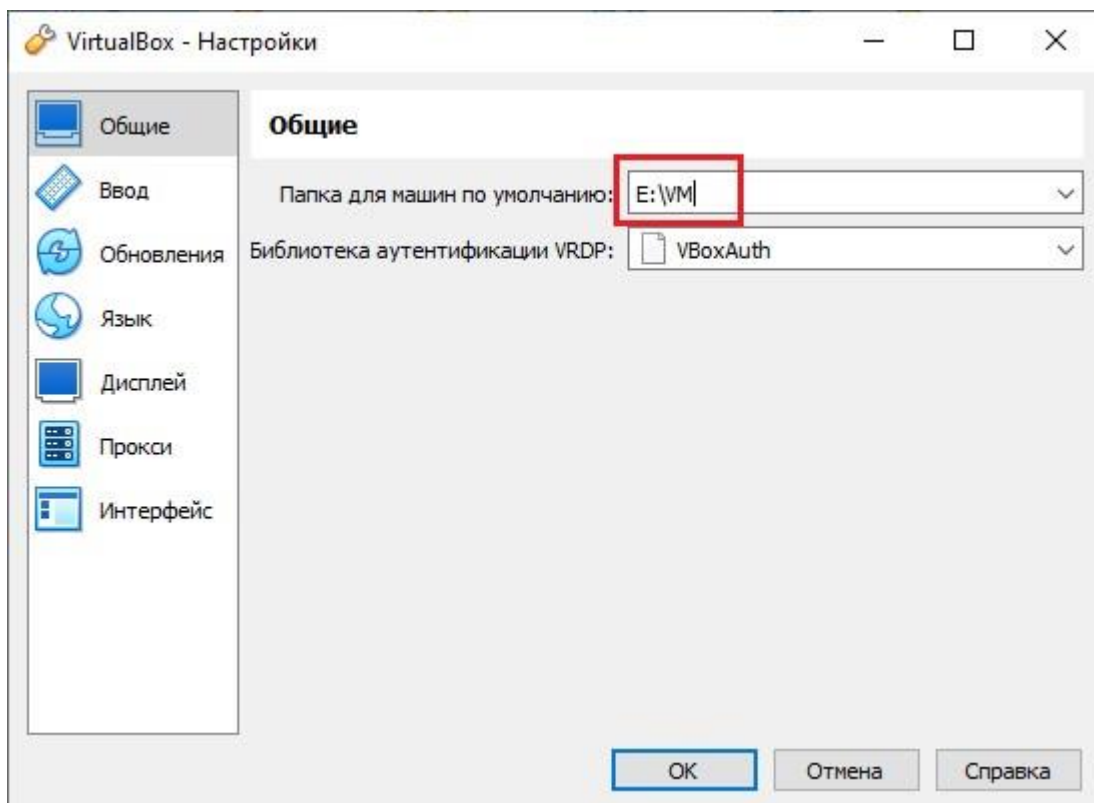 VirtualBox - Настройки
Общие
Ввод
Обновления
Язык
Дисплей
Прокси
Интерфейс
Общие
Папка для машин по умолчанию: E:\VM
Библиотека аутентификации VRDP: VBoxAuth
OK Отмена Справка